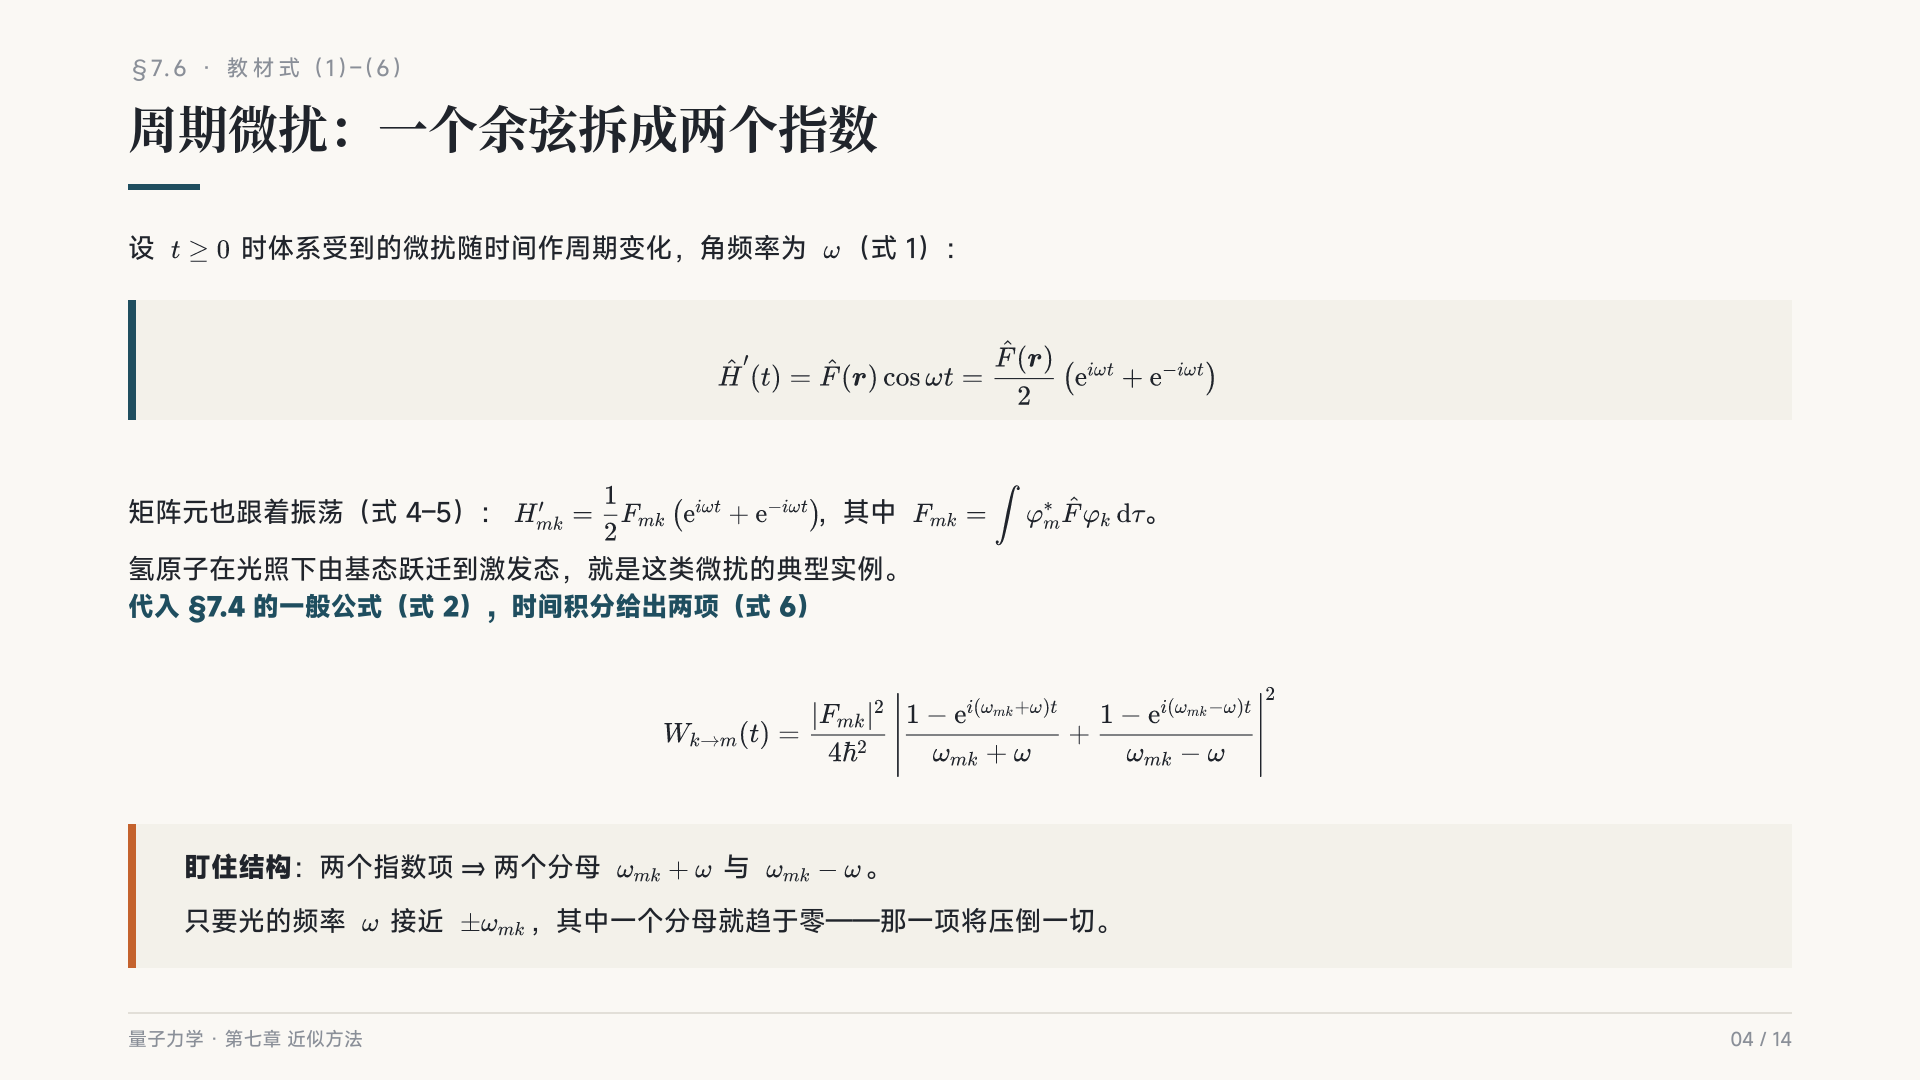 §7.6 · 教材式 (1)–(6)
周期微扰：一个余弦拆成两个指数
设 t ≥ 0 时体系受到的微扰随时间作周期变化，角频率为 ω（式 1）：
Ĥ′(t) = F̂(r) cos ωt = F̂(r)/2 (e^{iωt} + e^{−iωt})
矩阵元也跟着振荡（式 4–5）： H′_{mk} = 1/2 F_{mk} (e^{iωt} + e^{−iωt})，其中 F_{mk} = ∫ φ*_m F̂ φ_k dτ。
氢原子在光照下由基态跃迁到激发态，就是这类微扰的典型实例。
代入 §7.4 的一般公式（式 2），时间积分给出两项（式 6）
W_{k→m}(t) = |F_{mk}|²/4ħ² |(1 − e^{i(ω_{mk}+ω)t})/(ω_{mk} + ω) + (1 − e^{i(ω_{mk}−ω)t})/(ω_{mk} − ω)|²
盯住结构：两个指数项 ⇒ 两个分母 ω_{mk} + ω 与 ω_{mk} − ω。
只要光的频率 ω 接近 ±ω_{mk}，其中一个分母就趋于零——那一项将压倒一切。
量子力学 · 第七章 近似方法
04 / 14